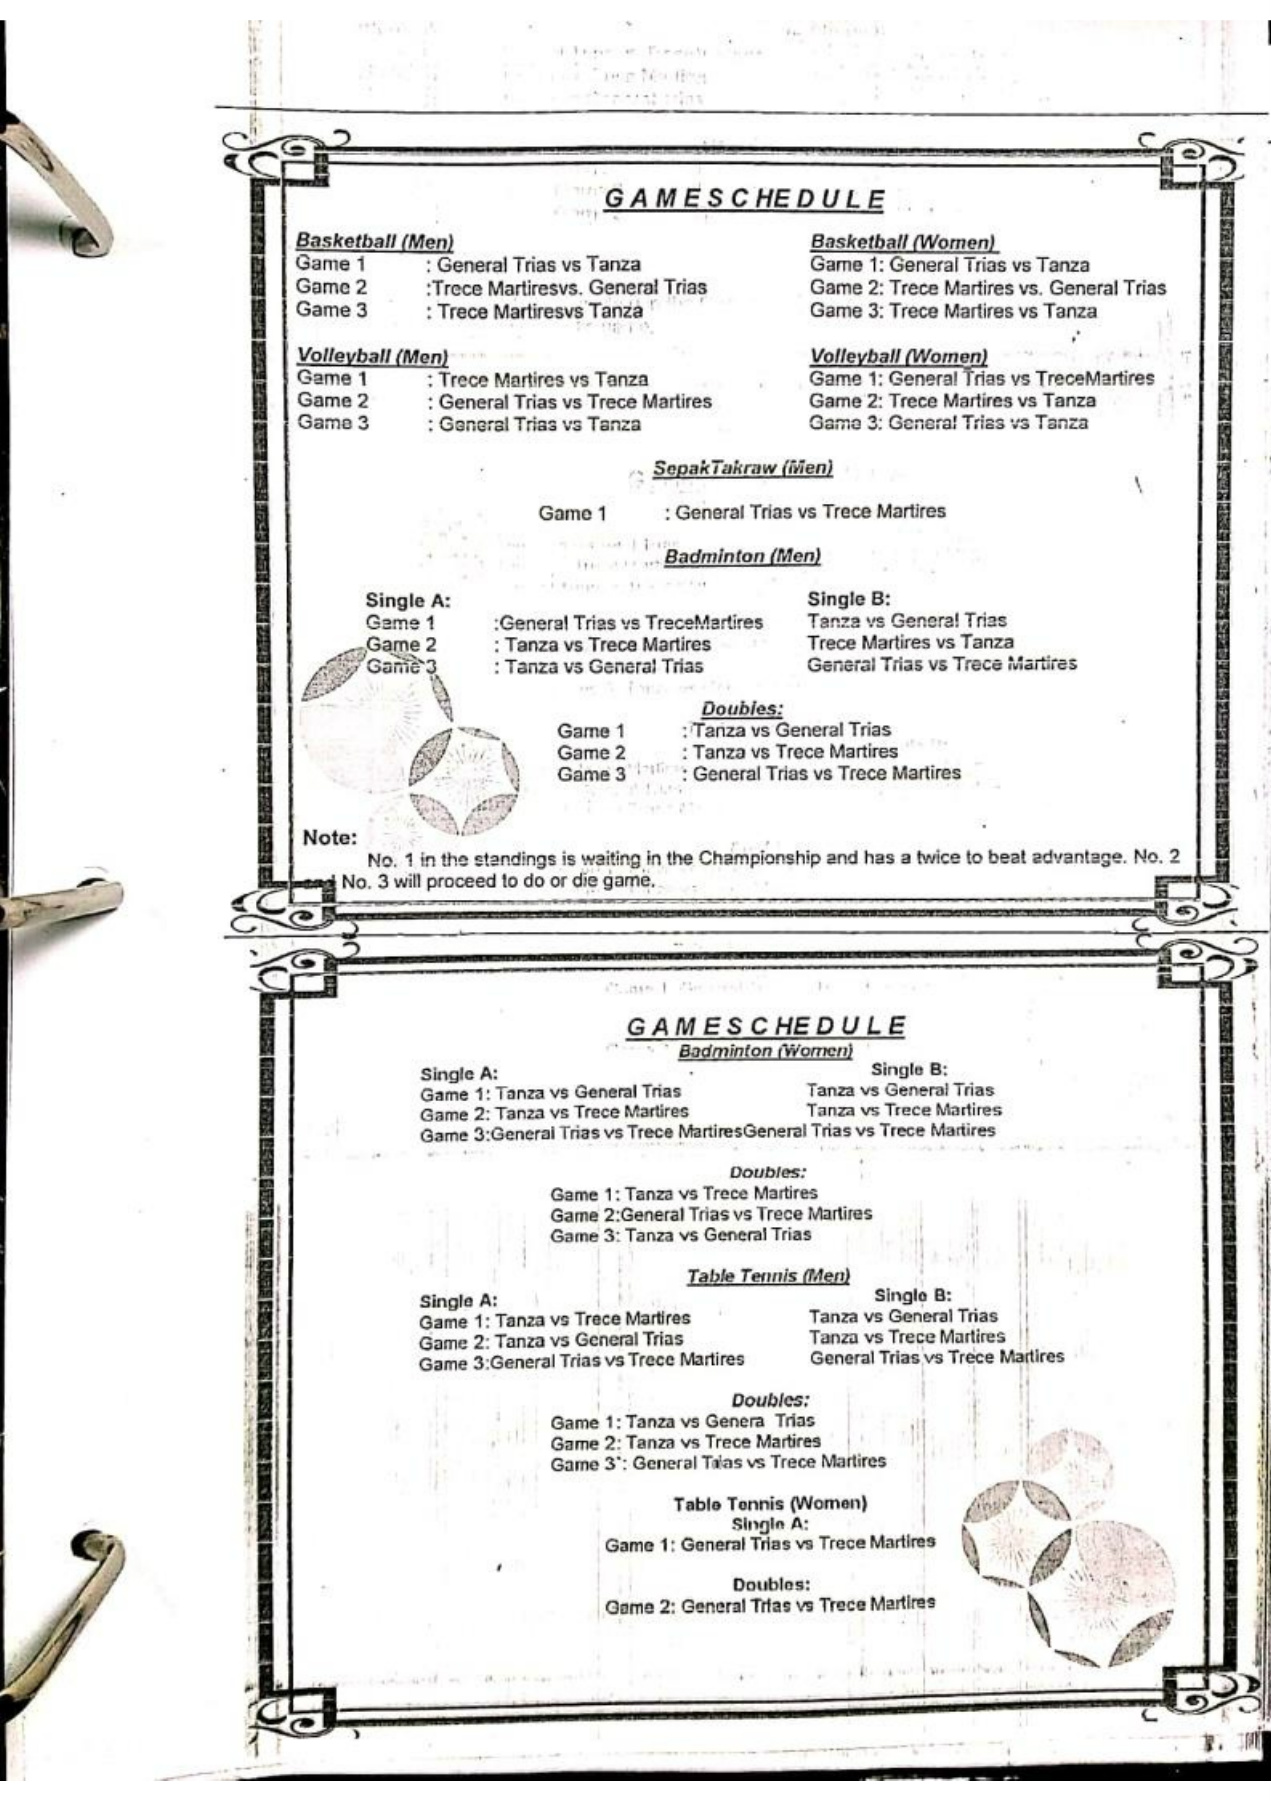 GAMESCHEDULE
Basketball (Men)
Game 1 : General Trias vs Tanza
Game 2 :Trece Martiresvs. General Trias
Game 3 : Trece Martiresvs Tanza
Basketball (Women)
Game 1: General Trias vs Tanza
Game 2: Trece Martires vs. General Trias
Game 3: Trece Martires vs Tanza
Volleyball (Men)
Game 1 : Trece Martires vs Tanza
Game 2 : General Trias vs Trece Martires
Game 3 : General Trias vs Tanza
Volleyball (Women)
Game 1: General Trias vs TreceMartires
Game 2: Trece Martires vs Tanza
Game 3: General Trias vs Tanza
SepakTakraw (Men)
Game 1 : General Trias vs Trece Martires
Badminton (Men)
Single A:
Game 1 :General Trias vs TreceMartires
Game 2 : Tanza vs Trece Martires
Game 3 : Tanza vs General Trias
Single B:
Tanza vs General Trias
Trece Martires vs Tanza
General Trias vs Trece Martires
Doubles:
Game 1 : Tanza vs General Trias
Game 2 : Tanza vs Trece Martires
Game 3 : General Trias vs Trece Martires
Note:
No. 1 in the standings is waiting in the Championship and has a twice to beat advantage. No. 2
and No. 3 will proceed to do or die game.
GAMESCHEDULE
Badminton (Women)
Single A: Single B:
Game 1: Tanza vs General Trias Tanza vs General Trias
Game 2: Tanza vs Trece Martires Tanza vs Trece Martires
Game 3:General Trias vs Trece MartiresGeneral Trias vs Trece Martires
Doubles:
Game 1: Tanza vs Trece Martires
Game 2:General Trias vs Trece Martires
Game 3: Tanza vs General Trias
Table Tennis (Men)
Single A: Single B:
Game 1: Tanza vs Trece Martires Tanza vs General Trias
Game 2: Tanza vs General Trias Tanza vs Trece Martires
Game 3:General Trias vs Trece Martires General Trias vs Trece Martires
Doubles:
Game 1: Tanza vs Genera Trias
Game 2: Tanza vs Trece Martires
Game 3 : General Trias vs Trece Martires
Table Tennis (Women)
Single A:
Game 1: General Trias vs Trece Martires
Doubles:
Game 2: General Trias vs Trece Martires